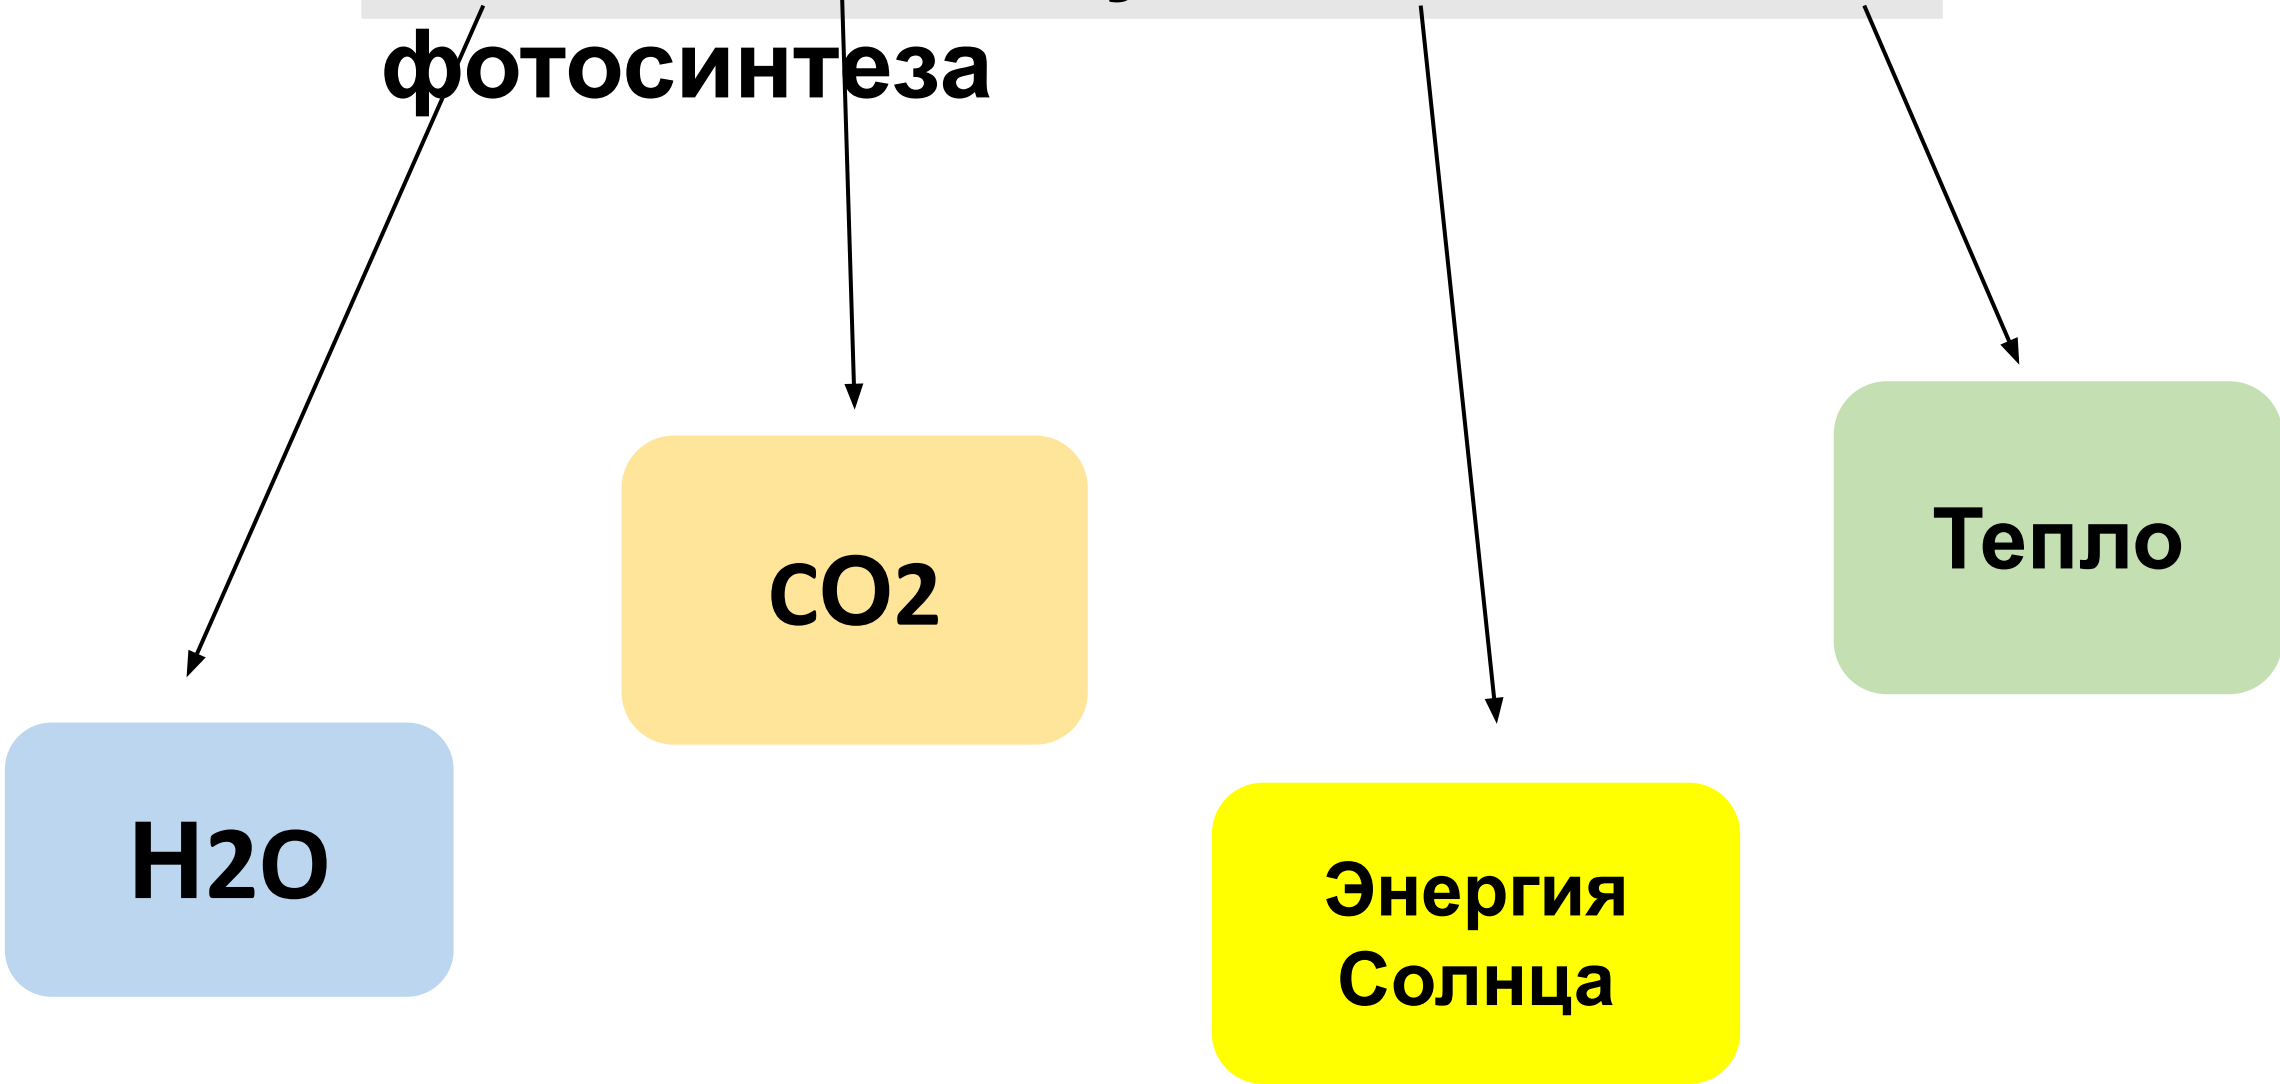 фотосинтеза
Тепло
CO2
H2O
Энергия
Солнца